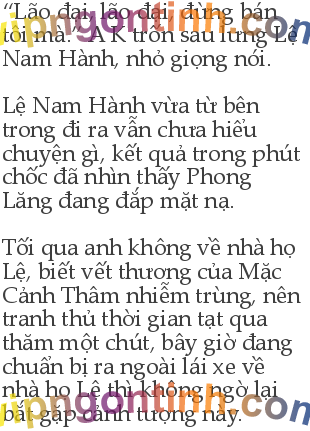 “Lão đại, lão đại, đừng bán
tôi mà.” A K trốn sau lưng Lệ
Nam Hành, nhỏ giọng nói.
Lệ Nam Hành vừa từ bên
trong đi ra vẫn chưa hiểu
chuyện gì, kết quả trong phút
chốc đã nhìn thấy Phong
Lăng đang đắp mặt nạ.
Tối qua anh không về nhà họ
Lệ, biết vết thương của Mặc
Cảnh Thâm nhiễm trùng, nên
tranh thủ thời gian tạt qua
thăm một chút, bây giờ đang
chuẩn bị ra ngoài lái xe về
nhà họ Lệ thì không ngờ lại
bắt gặp cảnh tượng này.